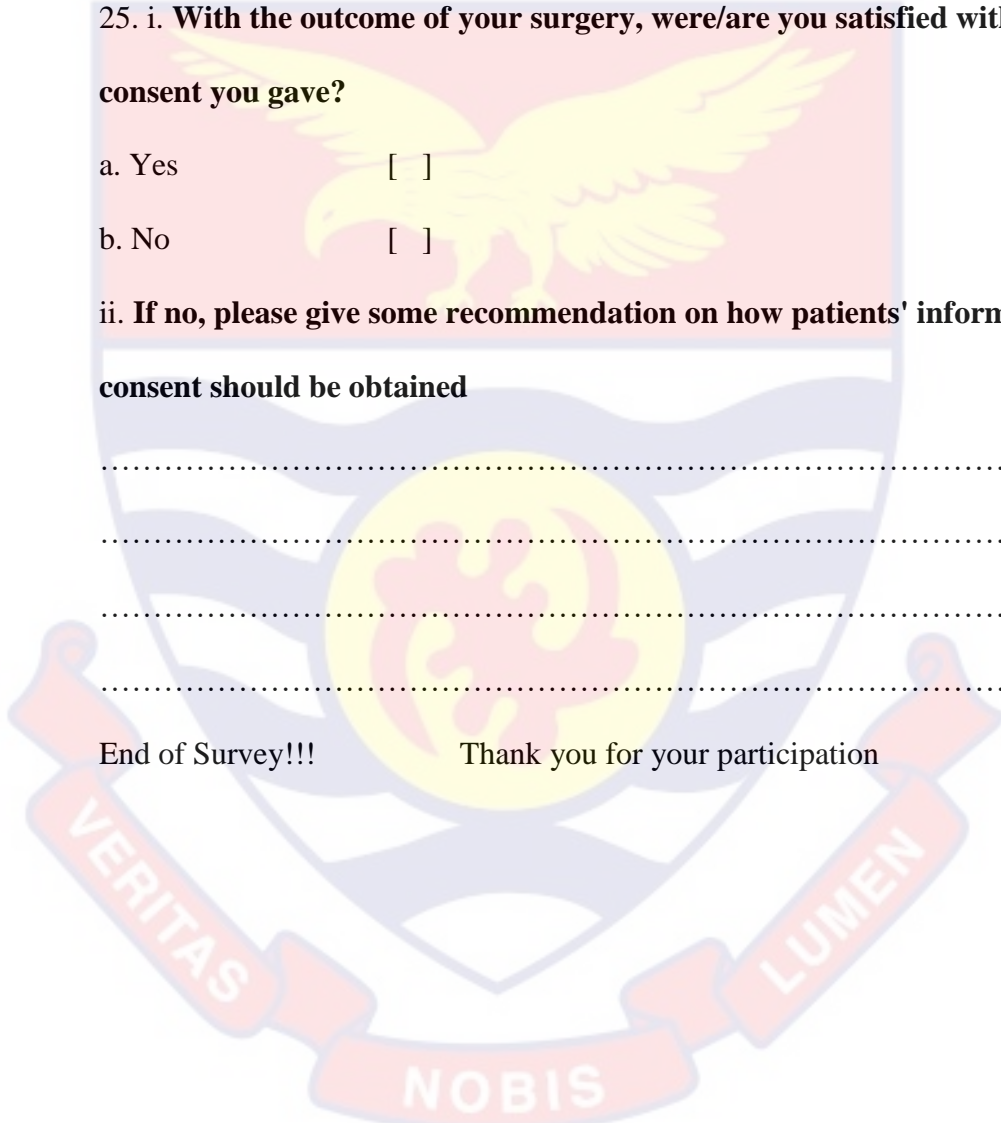 25. i. With the outcome of your surgery, were/are you satisfied with
consent you gave?
a. Yes [ ]
b. No [ ]
ii. If no, please give some recommendation on how patients' inform
consent should be obtained
…………………………………………………………………………
…………………………………………………………………………
…………………………………………………………………………
…………………………………………………………………………
End of Survey!!! Thank you for your participation
VERITAS
NOBIS
LUMEN